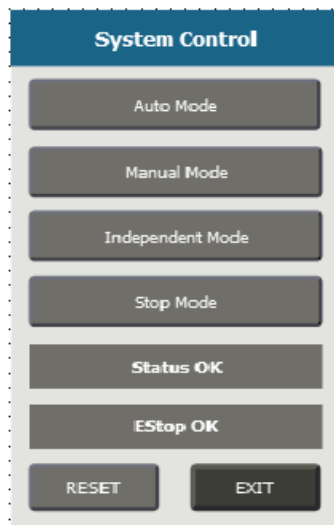 System Control
Auto Mode
Manual Mode
Independent Mode
Stop Mode
Status OK
EStop OK
RESET EXIT